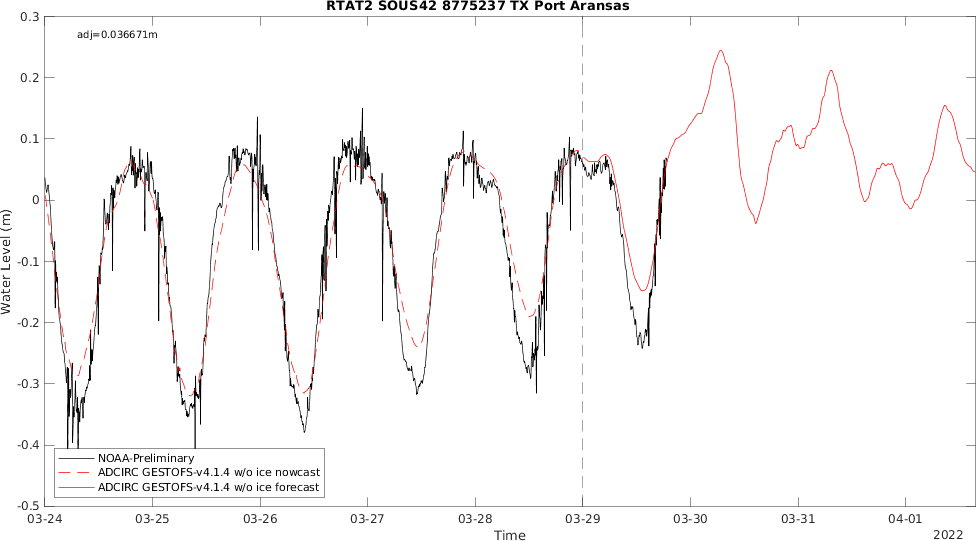 RTAT2 SOUS42 8775237 TX Port Aransas
adj=0.036671m
0.3
0.2
0.1
0
-0.1
-0.2
-0.3
-0.4
-0.5
Water Level (m)
NOAA-Preliminary
ADCIRC GESTOFS-v4.1.4 w/o ice nowcast
ADCIRC GESTOFS-v4.1.4 w/o ice forecast
03-24 03-25 03-26 03-27 03-28 03-29 03-30 03-31 04-01
Time
2022